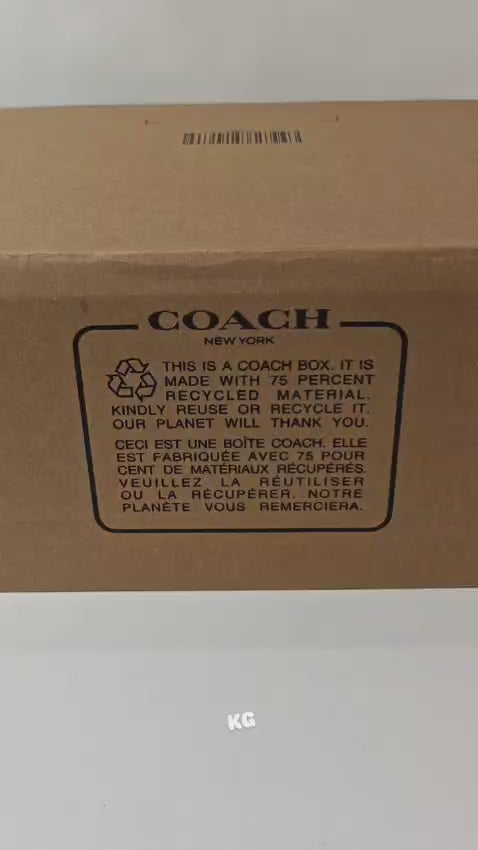 COACH
NEW YORK
THIS IS A COACH BOX. IT IS
MADE WITH 75 PERCENT
RECYCLED MATERIAL.
KINDLY REUSE OR RECYCLE IT.
OUR PLANET WILL THANK YOU.
CECI EST UNE BOÎTE COACH. ELLE
EST FABRIQUÉE AVEC 75 POUR
CENT DE MATÉRIAUX RÉCUPÉRÉS.
VEUILLEZ LA RÉUTILISER
OU LA RÉCUPÉRER. NOTRE
PLANÈTE VOUS REMERCIERA.
KG